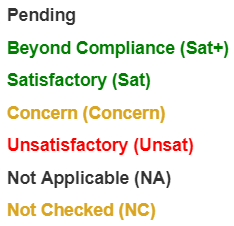 Pending
Beyond Compliance (Sat+)
Satisfactory (Sat)
Concern (Concern)
Unsatisfactory (Unsat)
Not Applicable (NA)
Not Checked (NC)